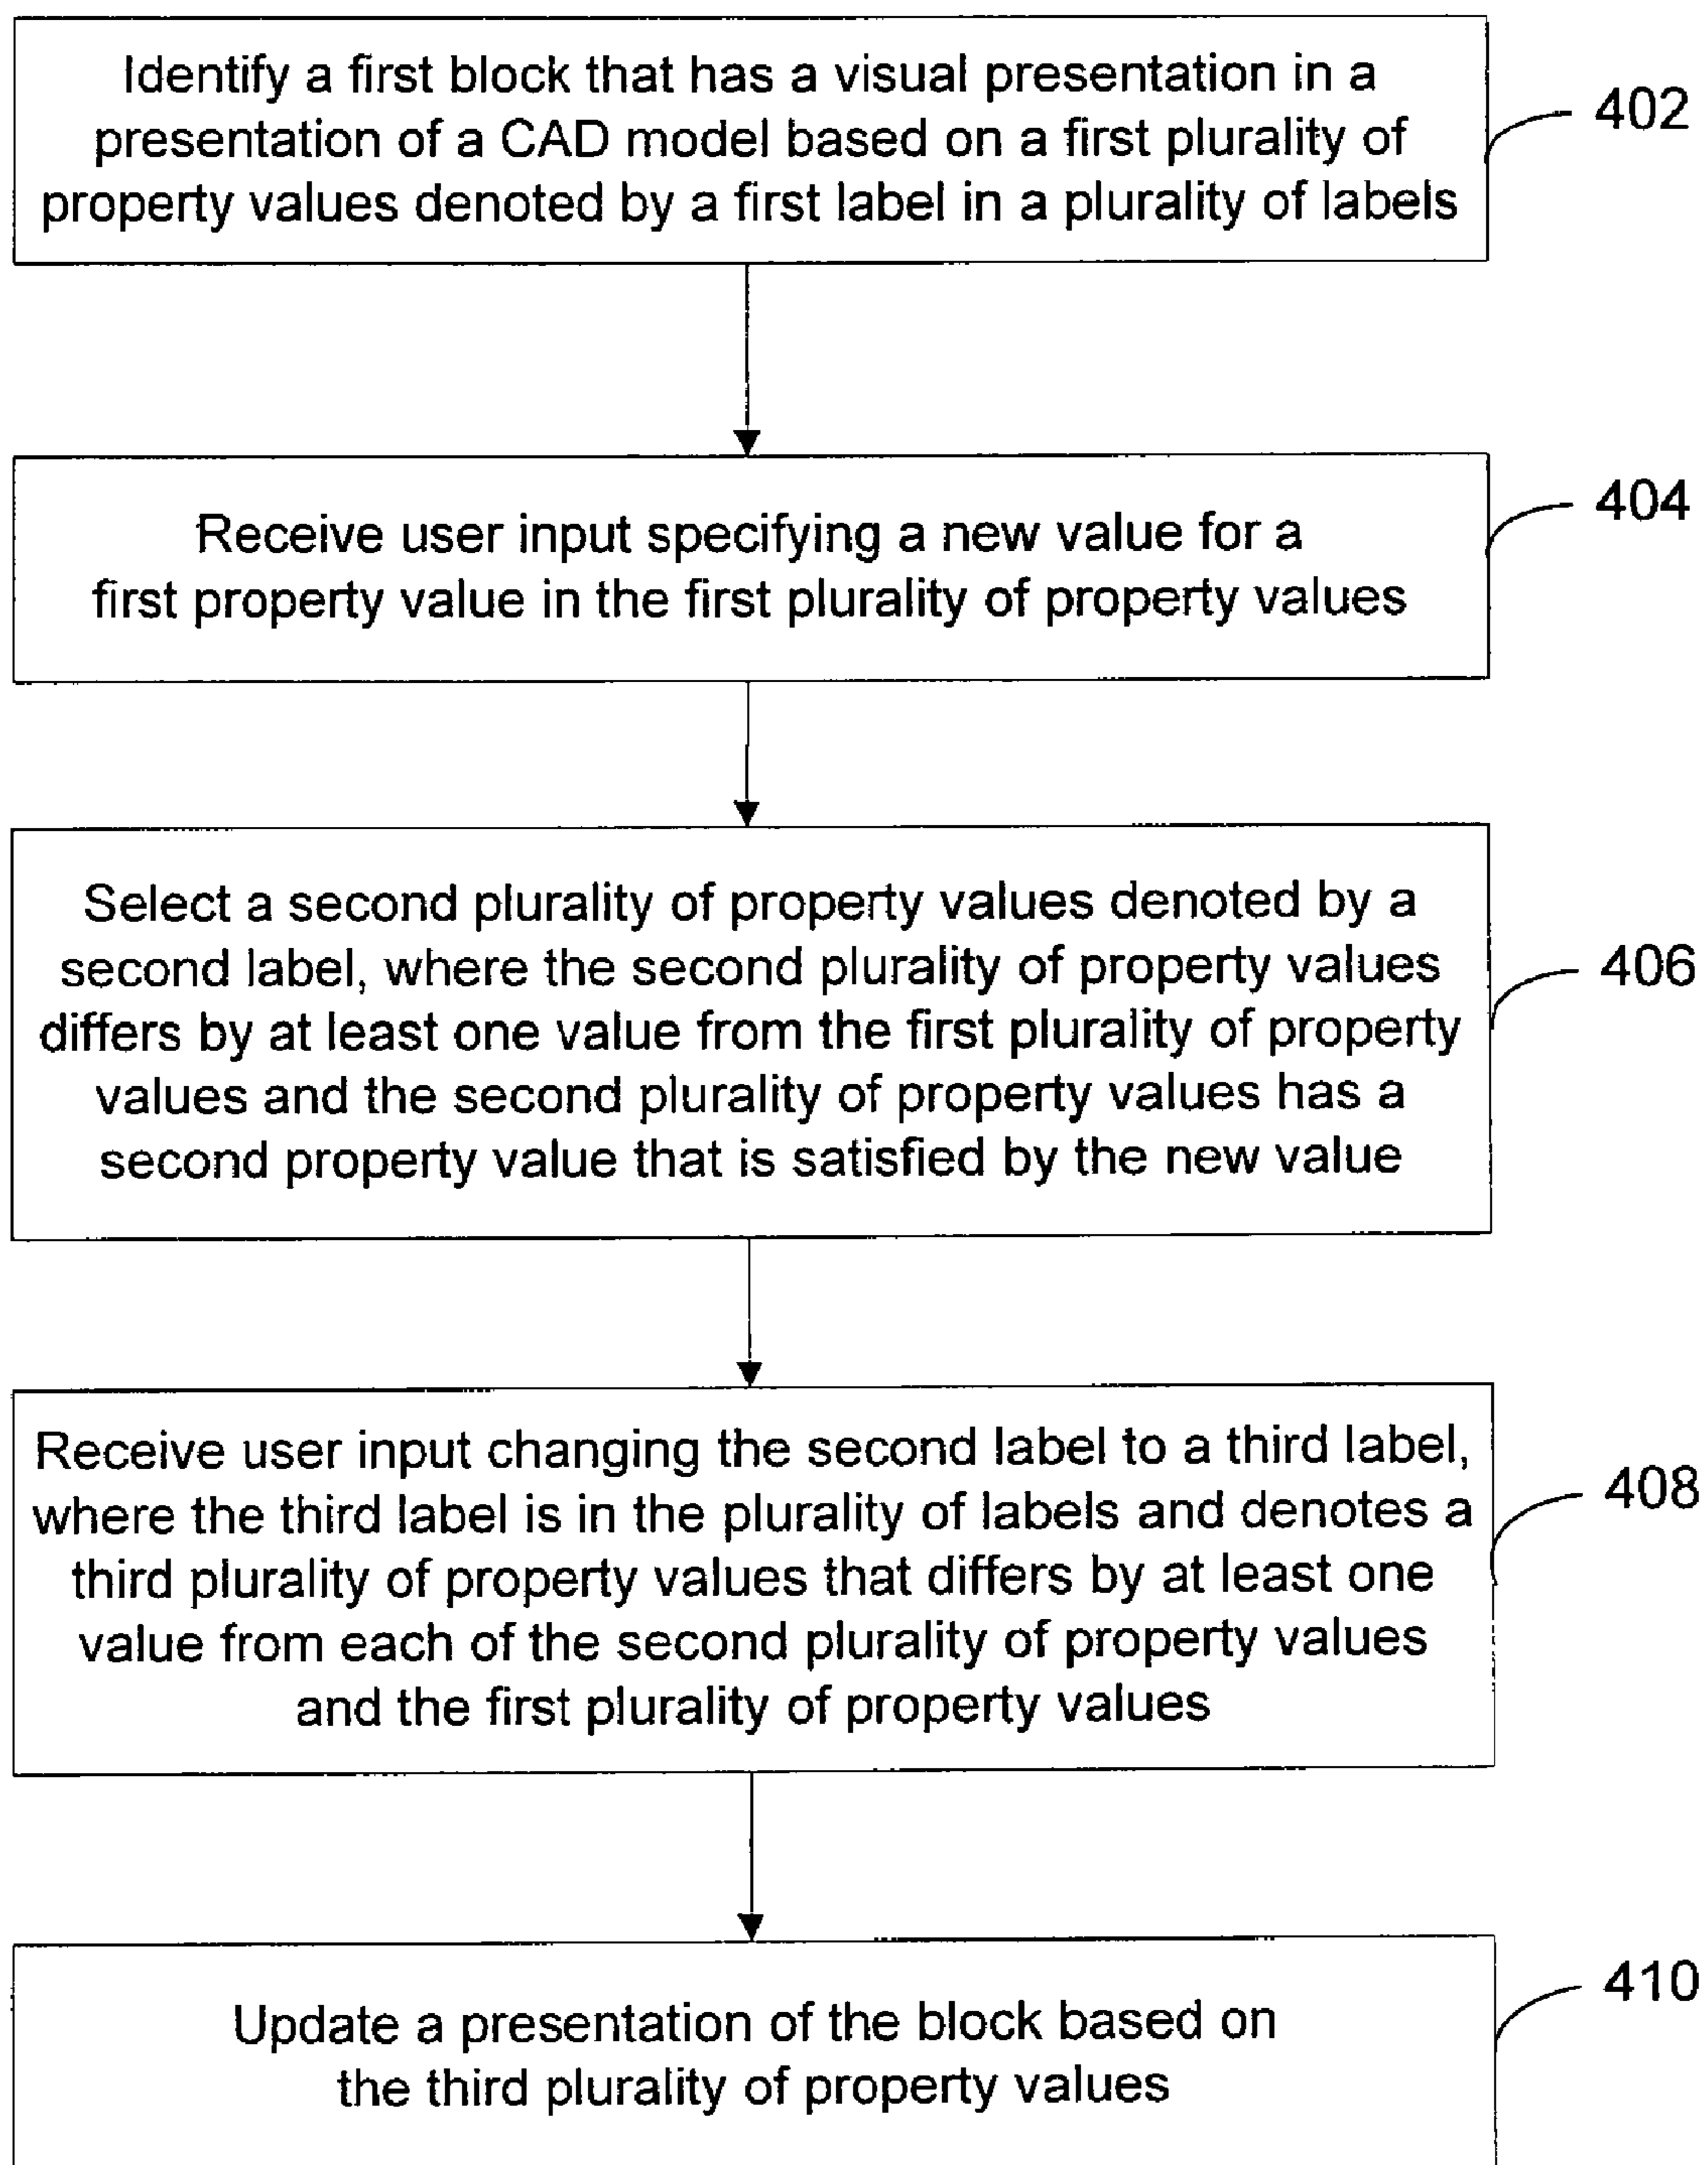 Identify a first block that has a visual presentation in a
presentation of a CAD model based on a first plurality of
property values denoted by a first label in a plurality of labels
402
Receive user input specifying a new value for a
first property value in the first plurality of property values
404
Select a second plurality of property values denoted by a
second label, where the second plurality of property values
differs by at least one value from the first plurality of property
values and the second plurality of property values has a
second property value that is satisfied by the new value
406
Receive user input changing the second label to a third label,
where the third label is in the plurality of labels and denotes a
third plurality of property values that differs by at least one
value from each of the second plurality of property values
and the first plurality of property values
408
Update a presentation of the block based on
the third plurality of property values
410